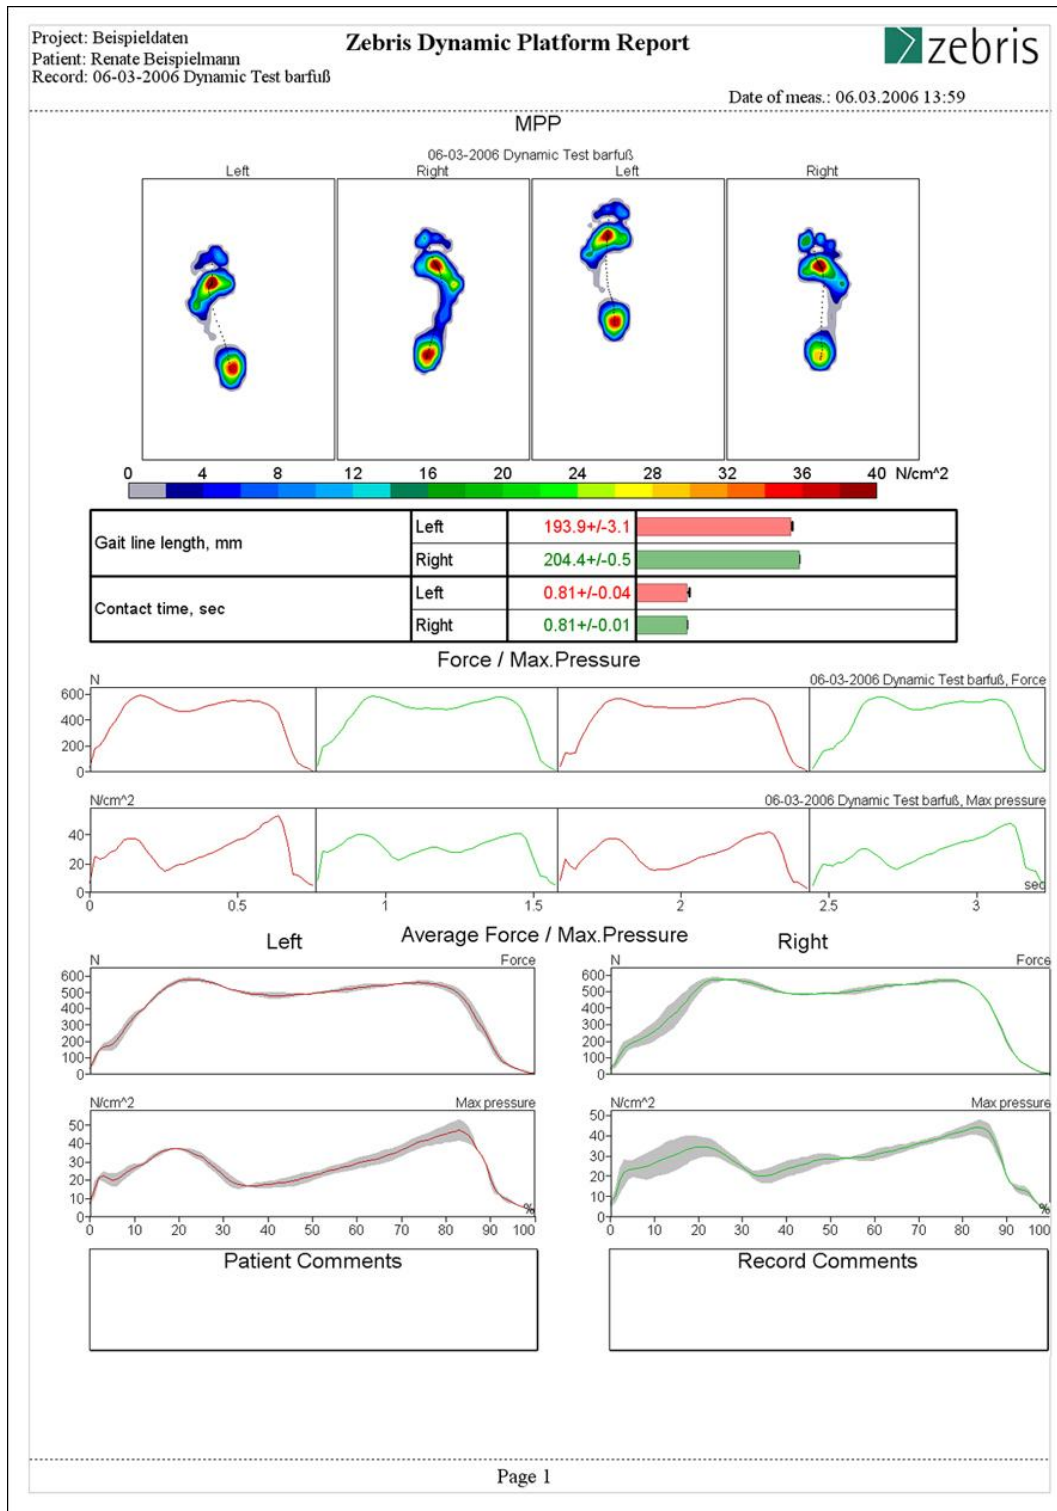 Project: Beispieldaten
Patient: Renate Beispielmann
Record: 06-03-2006 Dynamic Test barfuß
Zebris Dynamic Platform Report
zebris
Date of meas.: 06.03.2006 13:59
MPP
06-03-2006 Dynamic Test barfuß
Left Right Left Right
0 4 8 12 16 20 24 28 32 36 40 N/cm^2
Gait line length, mm
Left 193.9+/-3.1
Right 204.4+/-0.5
Contact time, sec
Left 0.81+/-0.04
Right 0.81+/-0.01
Force / Max.Pressure
N
06-03-2006 Dynamic Test barfuß, Force
600
400
200
0
N/cm^2
06-03-2006 Dynamic Test barfuß, Max pressure
40
20
0
sec
0 0.5 1 1.5 2 2.5 3
Average Force / Max.Pressure
Left
N Force
600
500
400
300
200
100
0
N/cm^2 Max pressure
50
40
30
20
10
0
%
0 10 20 30 40 50 60 70 80 90 100
Right
N Force
600
500
400
300
200
100
0
N/cm^2 Max pressure
50
40
30
20
10
0
%
0 10 20 30 40 50 60 70 80 90 100
Patient Comments
Record Comments
Page 1